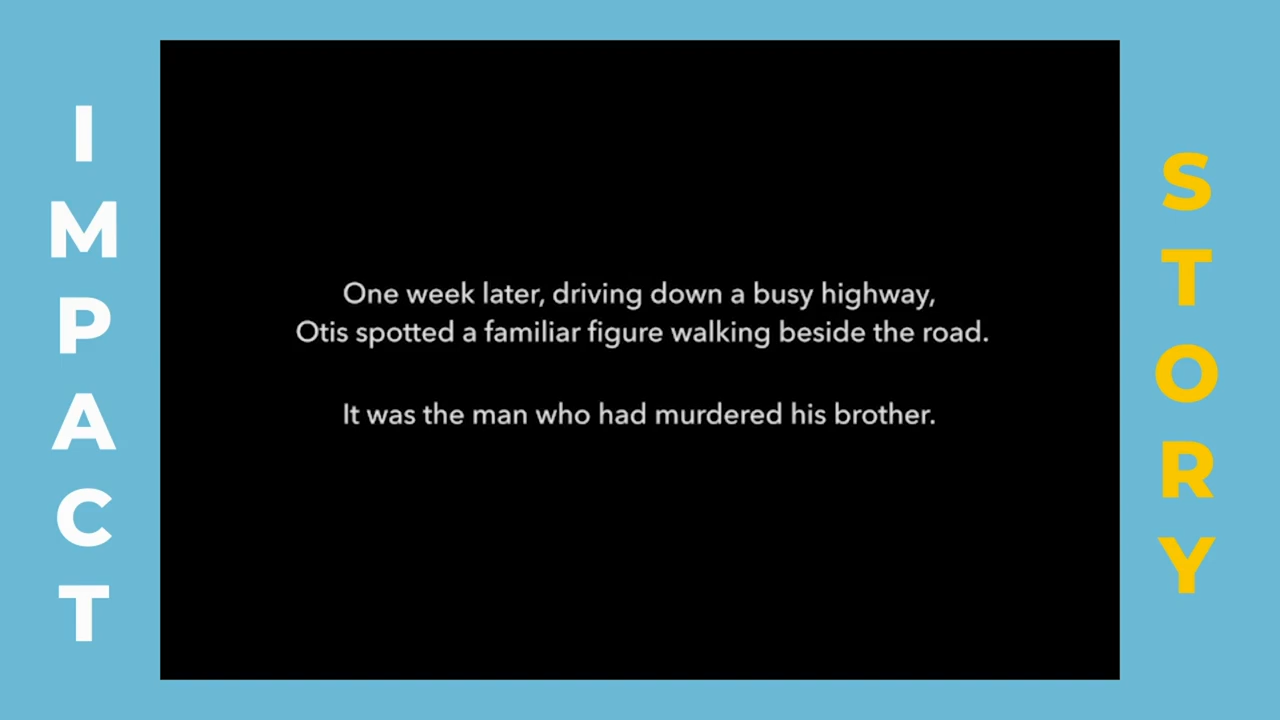 IMPACT
One week later, driving down a busy highway,
Otis spotted a familiar figure walking beside the road.
It was the man who had murdered his brother.
STORY